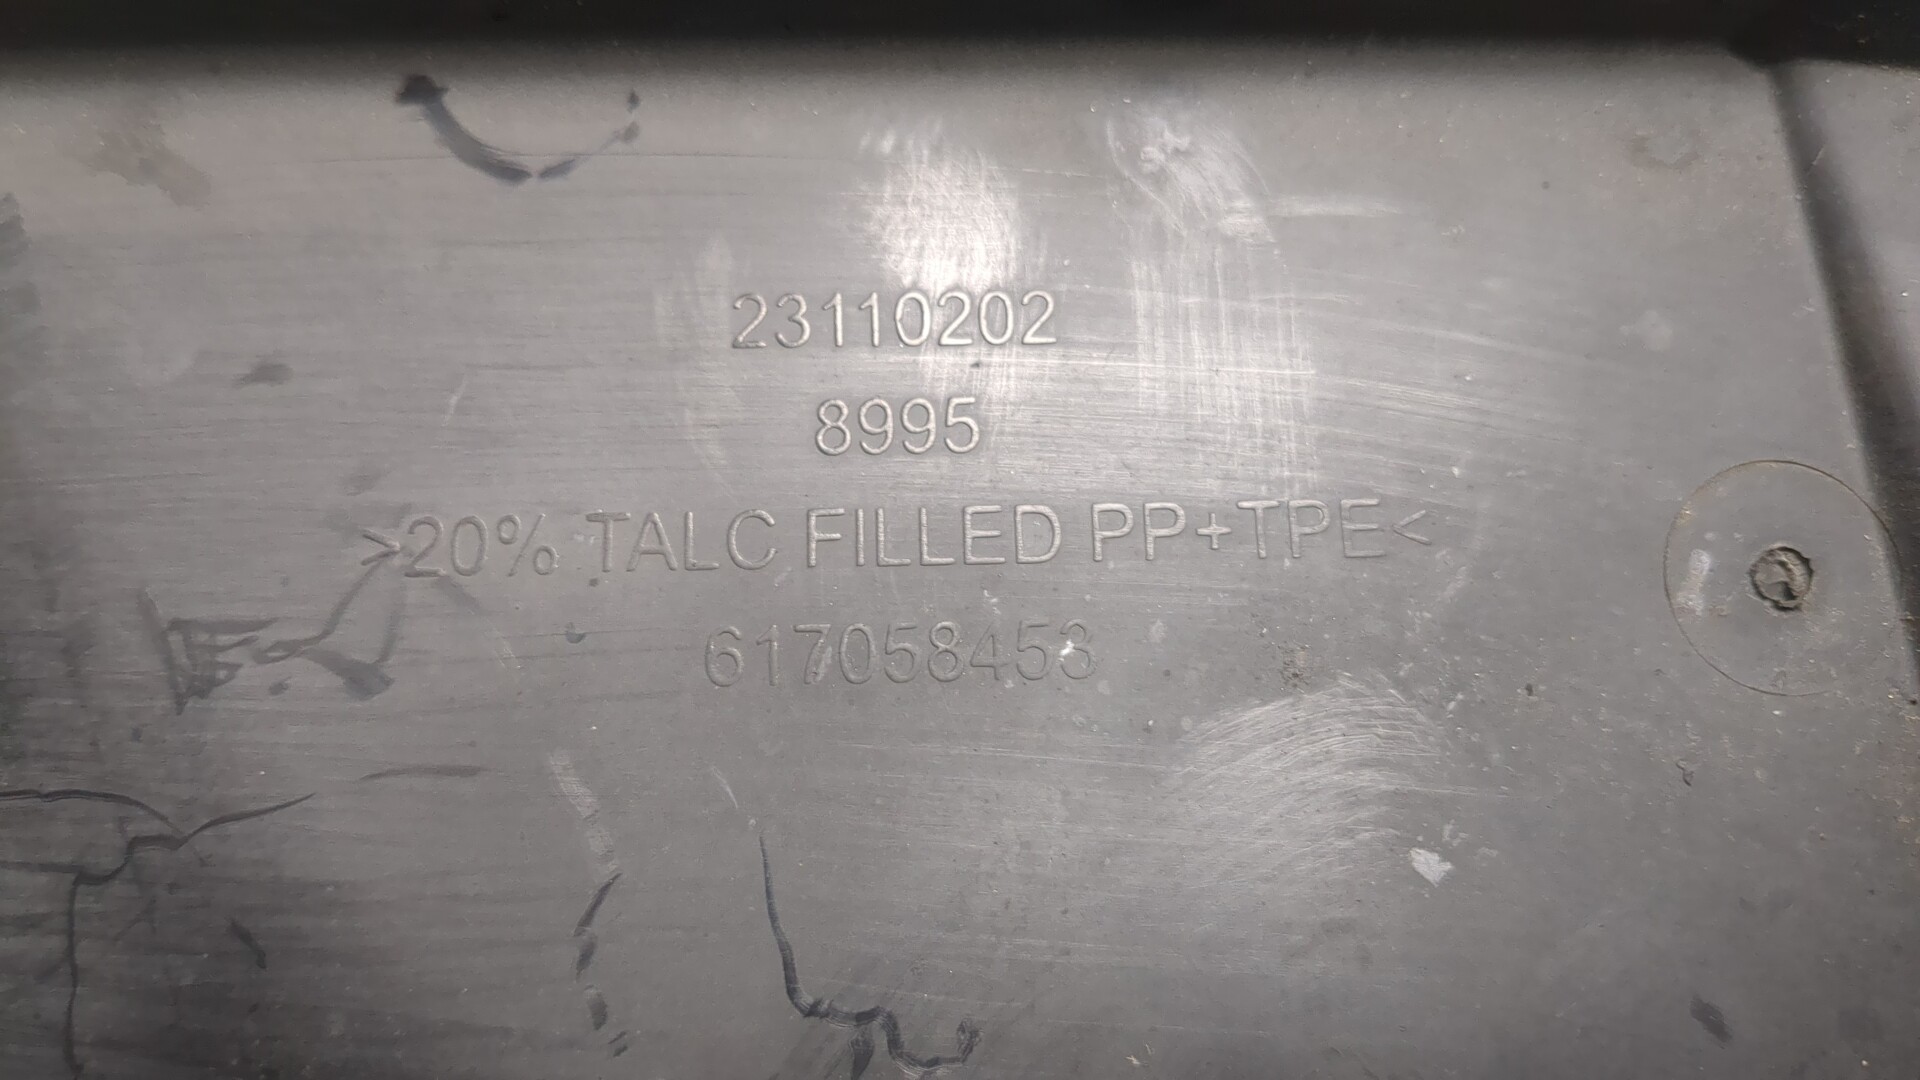 23110202
8995
>20% TALC FILLED PP+TPE<
617058453